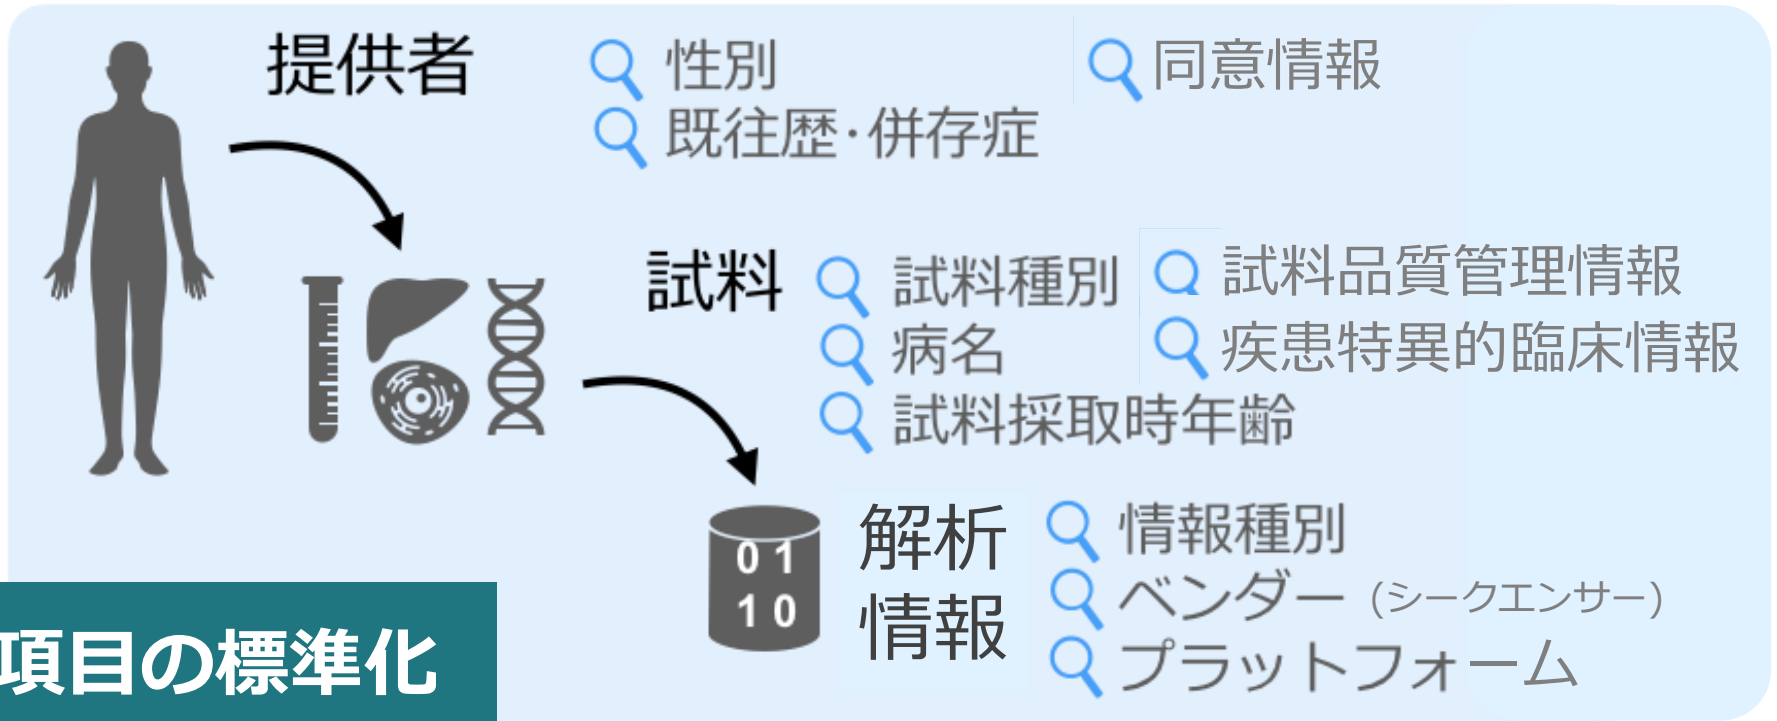 提供者
性別
同意情報
既往歴・併存症
試料
試料種別
試料品質管理情報
病名
疾患特異的臨床情報
試料採取時年齢
01
10
解析
情報
情報種別
ベンダー (シークエンサー)
プラットフォーム
項目の標準化